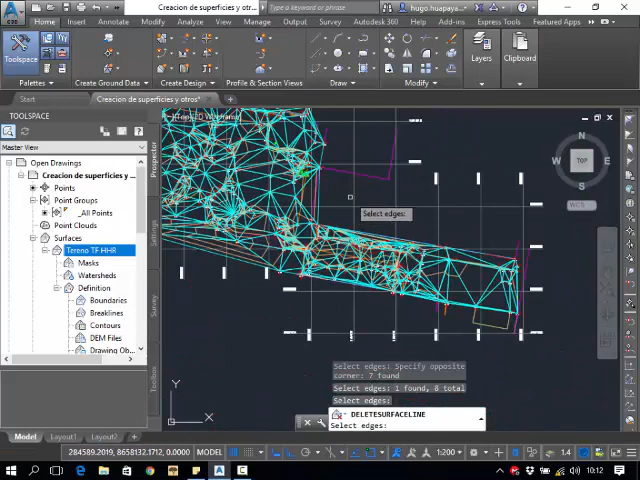 Creacion de superficies y otro...
Type a keyword or phrase
hugo.huapaya...
Home Insert Annotate Modify Analyze View Manage Output Survey Autodesk 360 Help Add-ins Express Tools Featured Apps
Toolspace
Layers
Clipboard
Palettes
Create Ground Data
Create Design
Profile & Section Views
Draw
Modify
Start
Creacion de superficies y otros*
TOOLSPACE
Master View
Open Drawings
Creacion de superficies y
Points
Point Groups
_All Points
Point Clouds
Surfaces
Tereno TF HHR
Masks
Watersheds
Definition
Boundaries
Breaklines
Contours
DEM Files
Drawing Ob
Prospector
Settings
Survey
Toolbox
N
W
TOP
E
S
WCS
Select edges:
Select edges: Specify opposite
corner: 7 found
Select edges: 1 found, 8 total
Select edges:
DELETESURFACELINE
Select edges:
Y
X
Model
Layout1
Layout2
284589.2019, 8658132.1712, 0.0000
MODEL
1:200
1.4
10:12